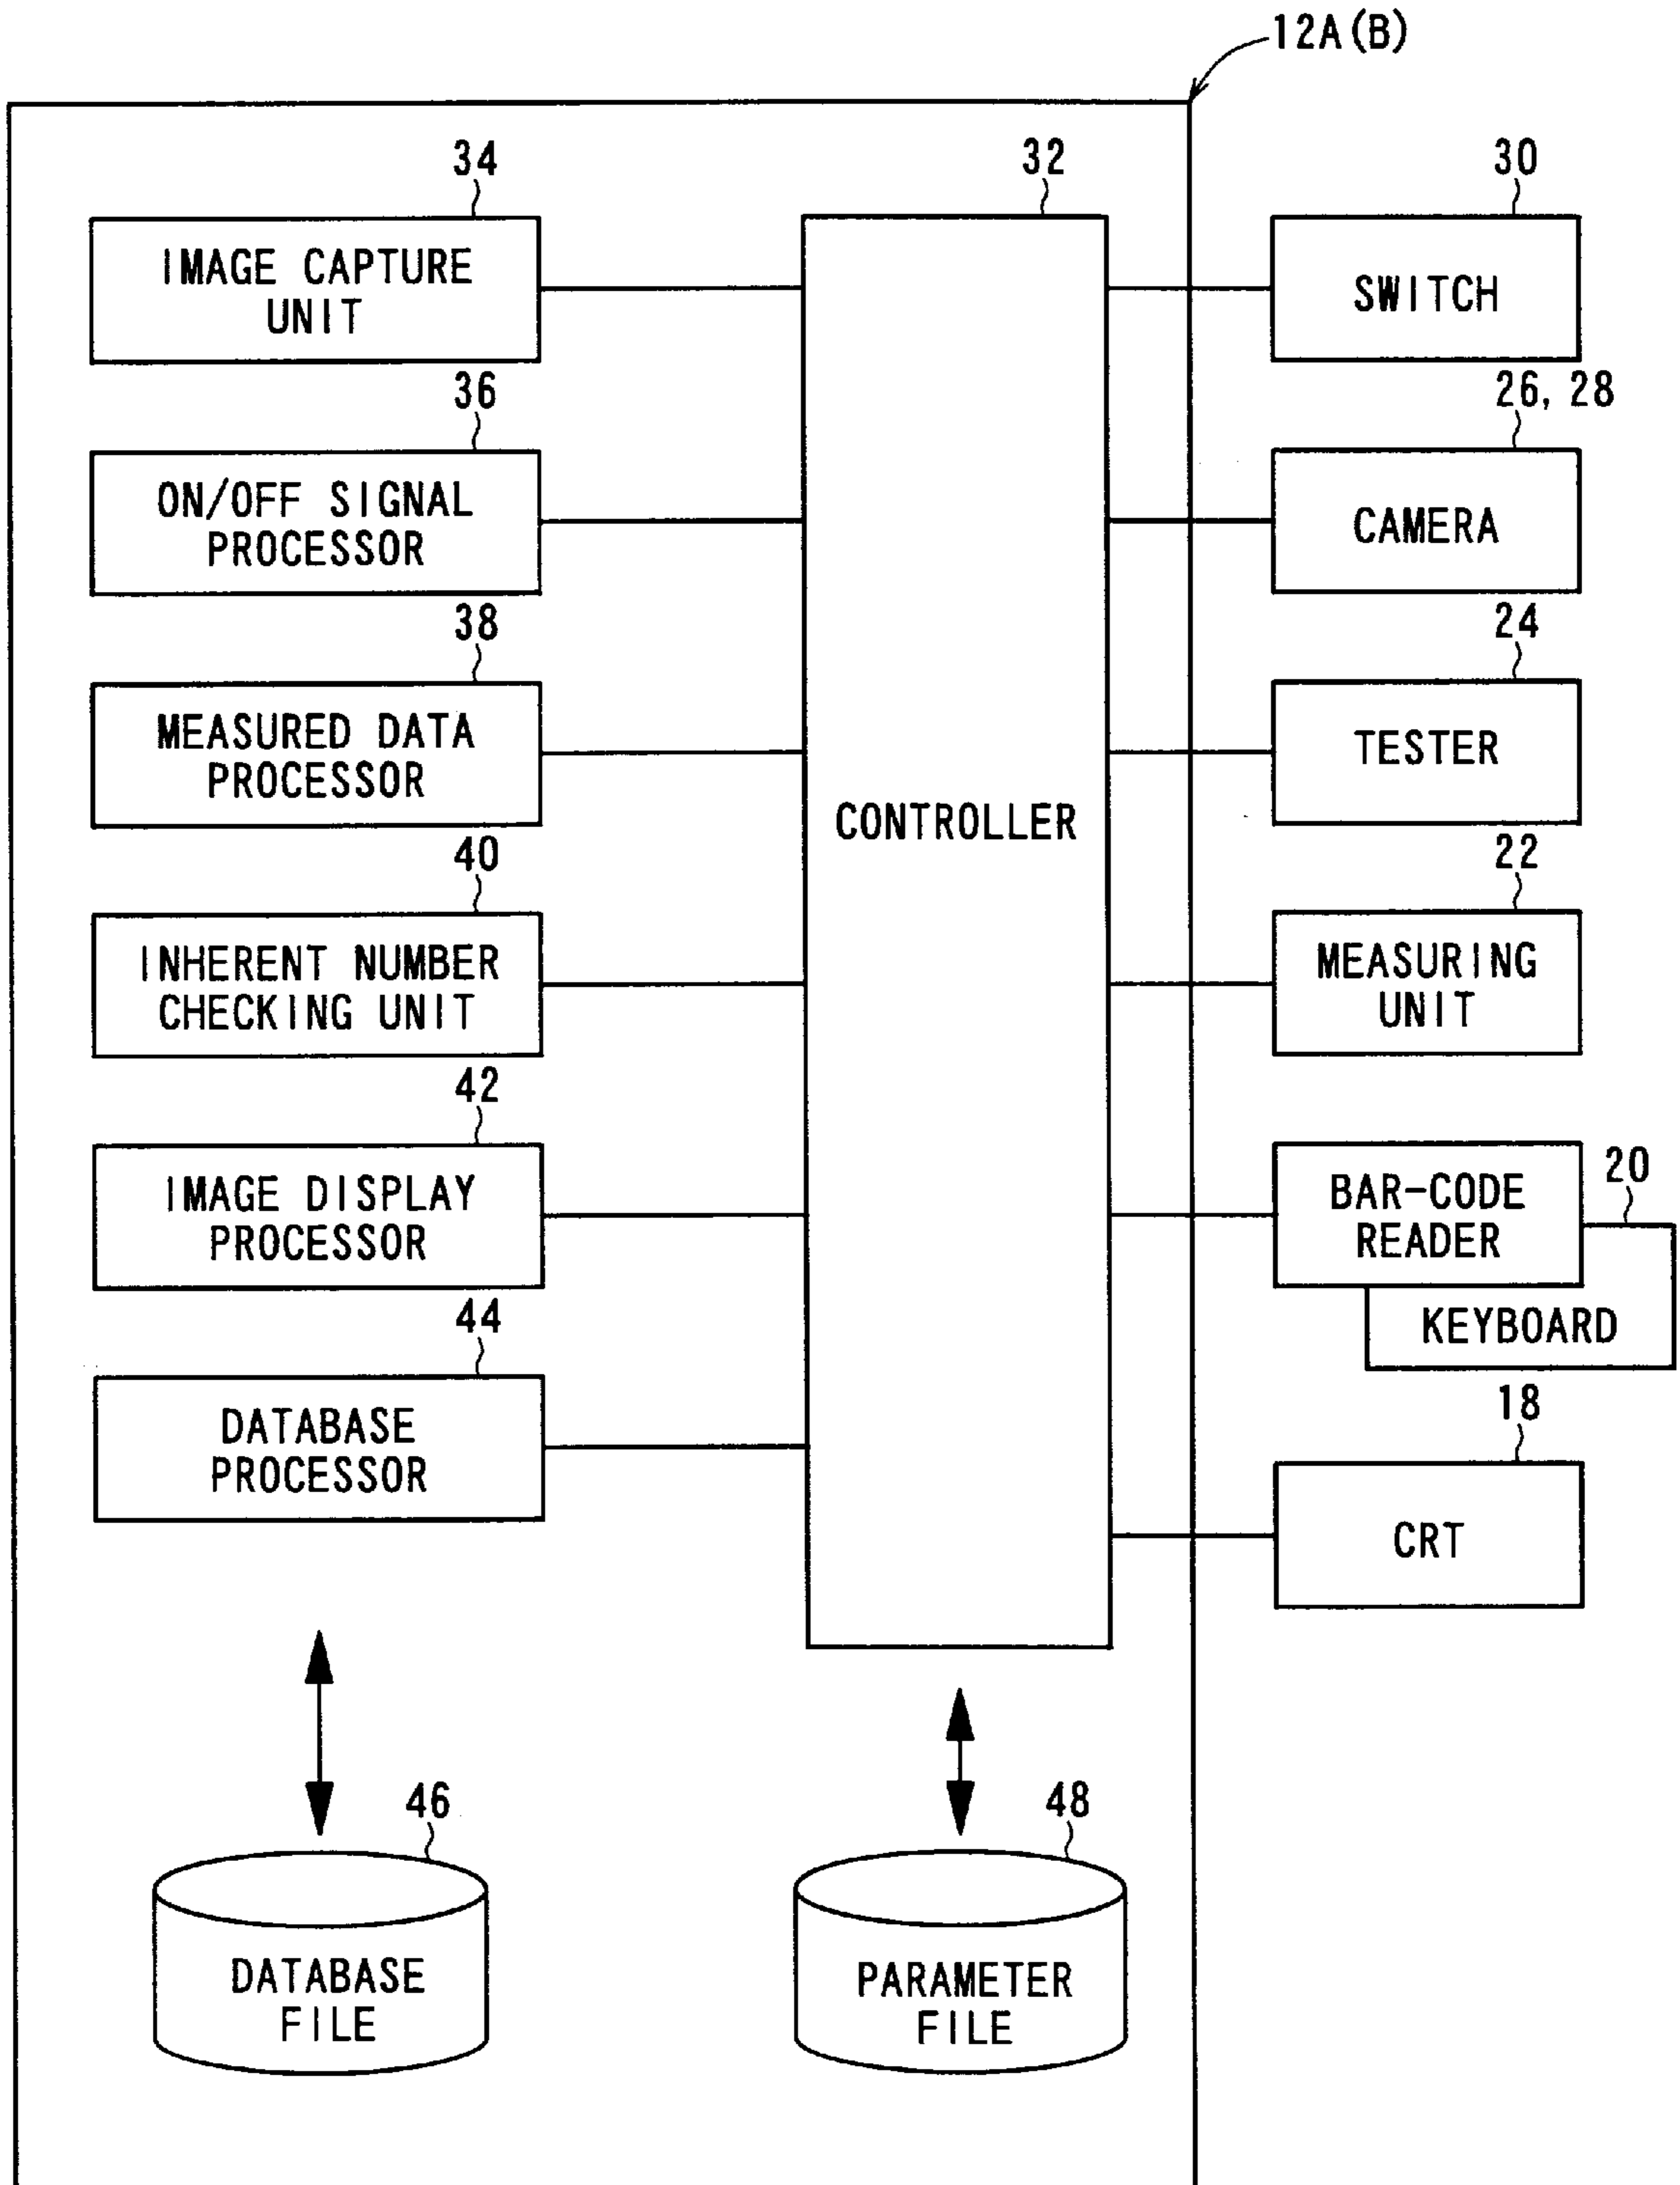 12A(B)
34
IMAGE CAPTURE
UNIT
36
ON/OFF SIGNAL
PROCESSOR
38
MEASURED DATA
PROCESSOR
40
INHERENT NUMBER
CHECKING UNIT
42
IMAGE DISPLAY
PROCESSOR
44
DATABASE
PROCESSOR
32
CONTROLLER
30
SWITCH
26, 28
CAMERA
24
TESTER
22
MEASURING
UNIT
BAR-CODE
READER
20
KEYBOARD
18
CRT
46
DATABASE
FILE
48
PARAMETER
FILE